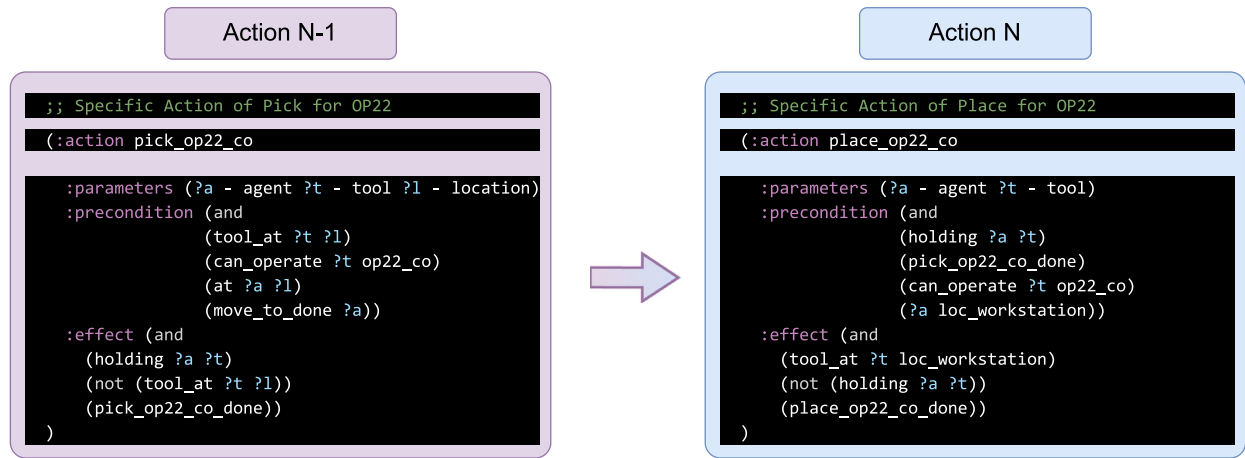 Action N-1
;; Specific Action of Pick for OP22
(:action pick_op22_co
:parameters (?a - agent ?t - tool ?l - location)
:precondition (and
(tool_at ?t ?l)
(can_operate ?t op22_co)
(at ?a ?l)
(move_to_done ?a))
:effect (and
(holding ?a ?t)
(not (tool_at ?t ?l))
(pick_op22_co_done))
)
Action N
;; Specific Action of Place for OP22
(:action place_op22_co
:parameters (?a - agent ?t - tool)
:precondition (and
(holding ?a ?t)
(pick_op22_co_done)
(can_operate ?t op22_co)
(?a loc_workstation))
:effect (and
(tool_at ?t loc_workstation)
(not (holding ?a ?t))
(place_op22_co_done))
)